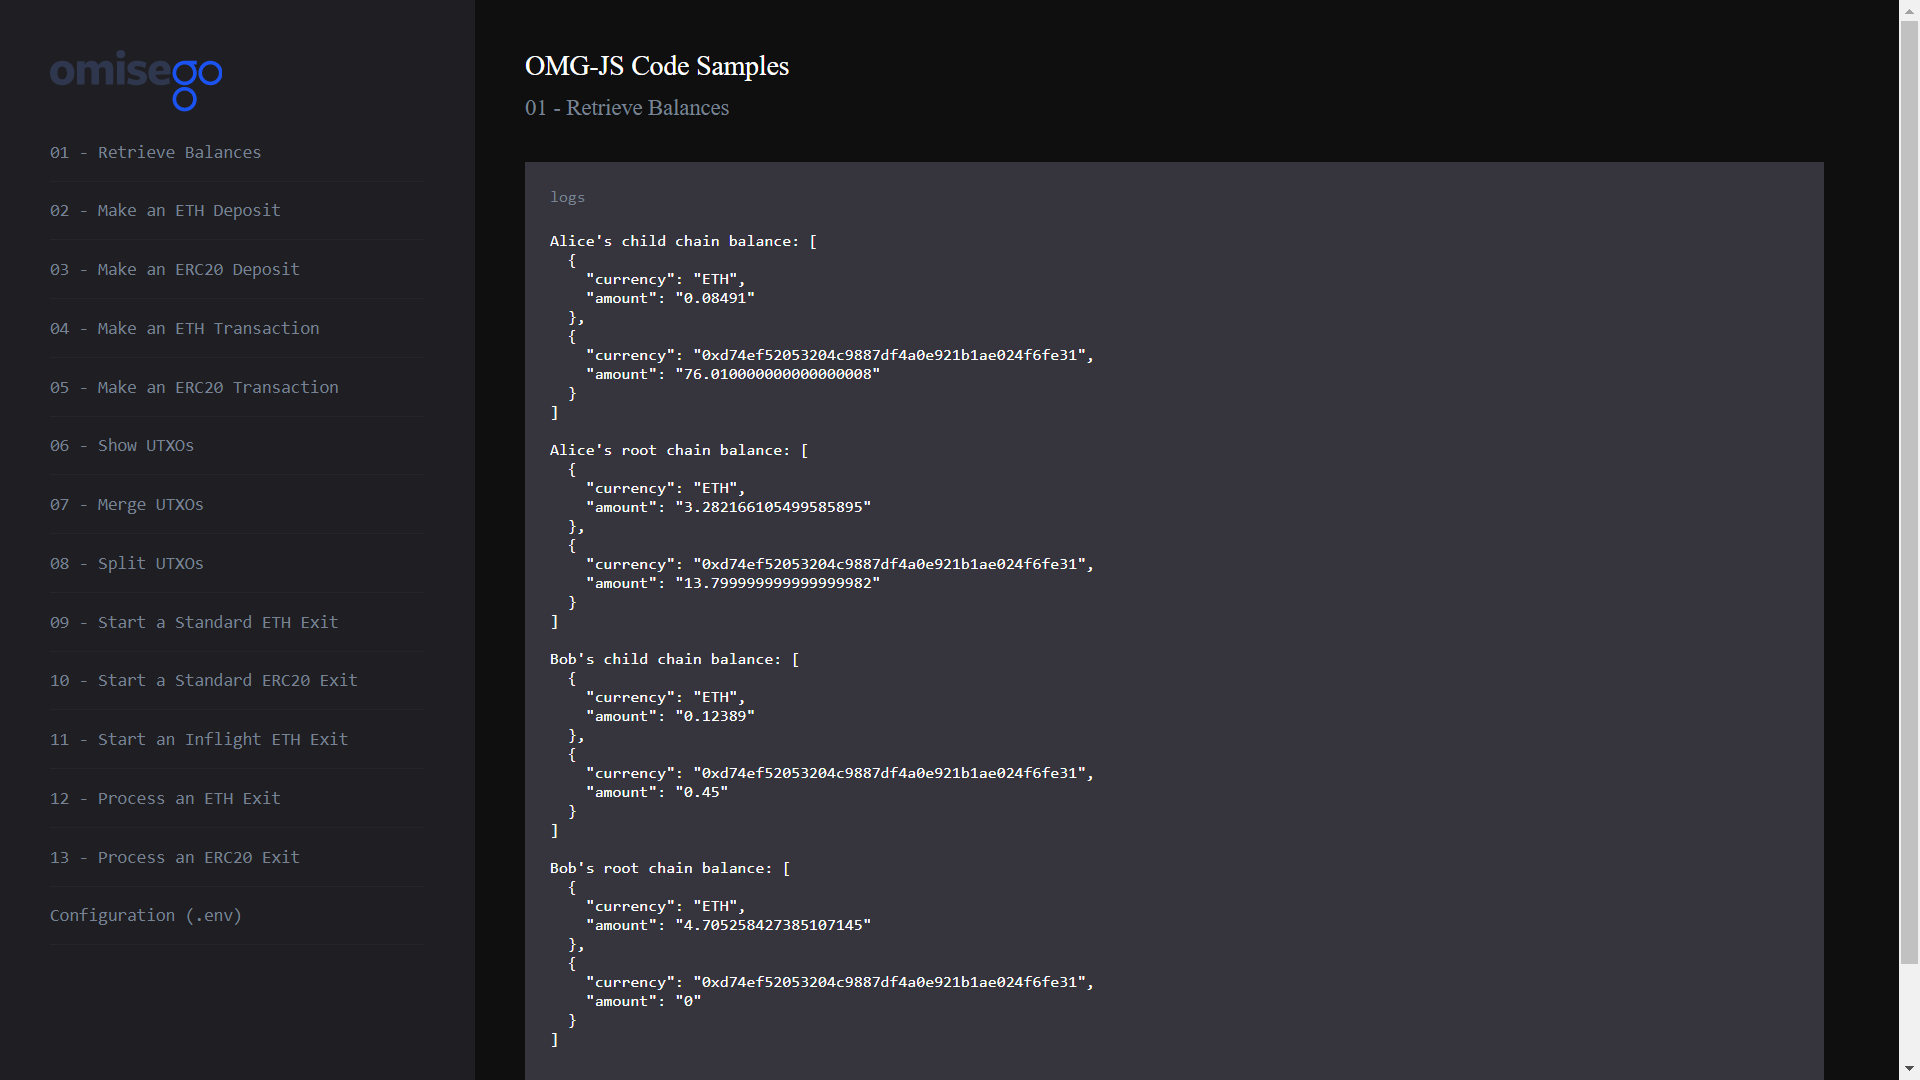 omisego
01 - Retrieve Balances
02 - Make an ETH Deposit
03 - Make an ERC20 Deposit
04 - Make an ETH Transaction
05 - Make an ERC20 Transaction
06 - Show UTXOs
07 - Merge UTXOs
08 - Split UTXOs
09 - Start a Standard ETH Exit
10 - Start a Standard ERC20 Exit
11 - Start an Inflight ETH Exit
12 - Process an ETH Exit
13 - Process an ERC20 Exit
Configuration (.env)
OMG-JS Code Samples
01 - Retrieve Balances
logs
Alice's child chain balance: [
  {
    "currency": "ETH",
    "amount": "0.08491"
  },
  {
    "currency": "0xd74ef52053204c9887df4a0e921b1ae024f6fe31",
    "amount": "76.010000000000000008"
  }
]
Alice's root chain balance: [
  {
    "currency": "ETH",
    "amount": "3.282166105499585895"
  },
  {
    "currency": "0xd74ef52053204c9887df4a0e921b1ae024f6fe31",
    "amount": "13.799999999999999982"
  }
]
Bob's child chain balance: [
  {
    "currency": "ETH",
    "amount": "0.12389"
  },
  {
    "currency": "0xd74ef52053204c9887df4a0e921b1ae024f6fe31",
    "amount": "0.45"
  }
]
Bob's root chain balance: [
  {
    "currency": "ETH",
    "amount": "4.705258427385107145"
  },
  {
    "currency": "0xd74ef52053204c9887df4a0e921b1ae024f6fe31",
    "amount": "0"
  }
]